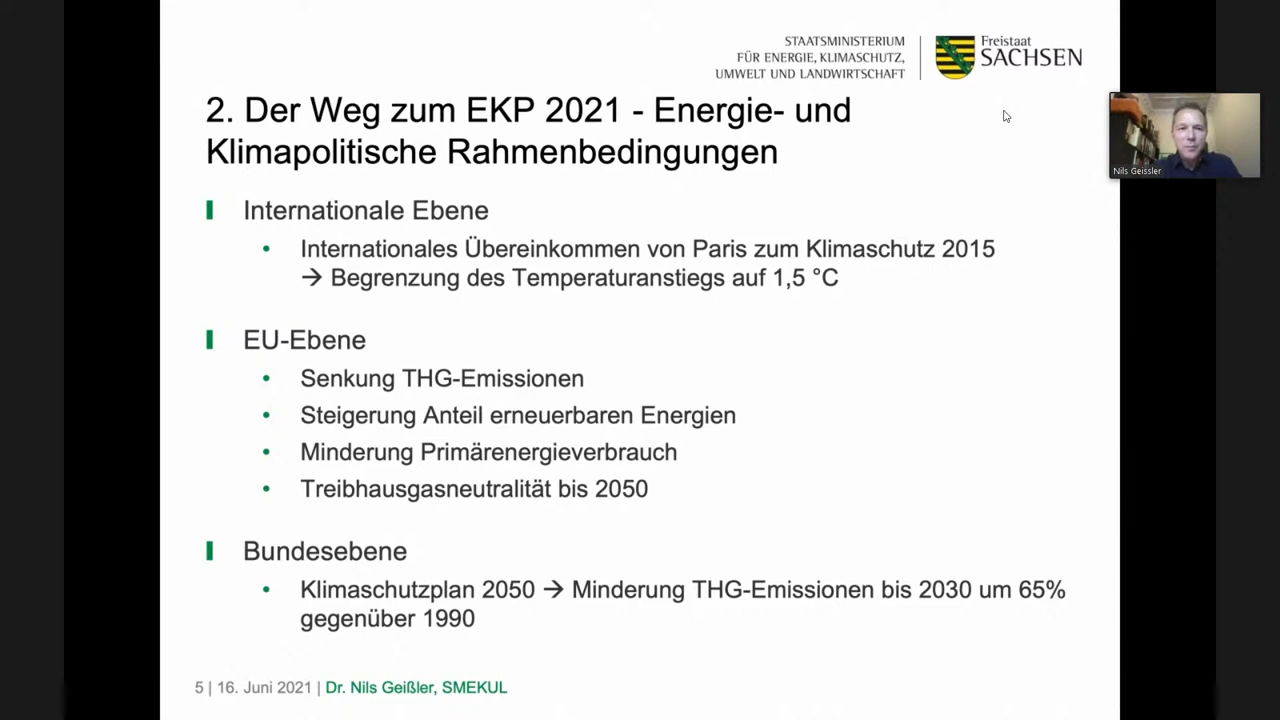 STAATSMINISTERIUM
FÜR ENERGIE, KLIMASCHUTZ,
UMWELT UND LANDWIRTSCHAFT
Freistaat
SACHSEN
2. Der Weg zum EKP 2021 - Energie- und
Klimapolitische Rahmenbedingungen
Nils Geissler
Internationale Ebene
• Internationales Übereinkommen von Paris zum Klimaschutz 2015
→ Begrenzung des Temperaturanstiegs auf 1,5 °C
EU-Ebene
• Senkung THG-Emissionen
• Steigerung Anteil erneuerbaren Energien
• Minderung Primärenergieverbrauch
• Treibhausgasneutralität bis 2050
Bundesebene
• Klimaschutzplan 2050 → Minderung THG-Emissionen bis 2030 um 65%
gegenüber 1990
5 | 16. Juni 2021 | Dr. Nils Geißler, SMEKUL